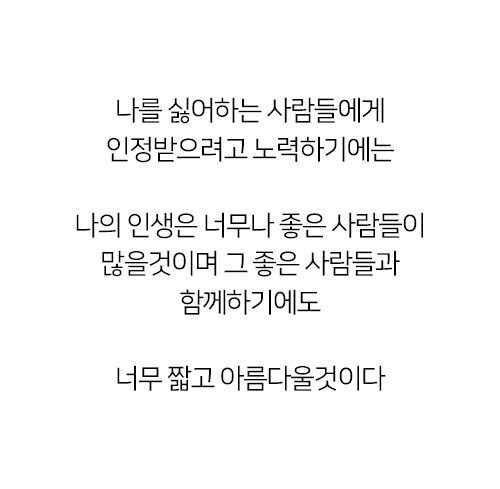 나를 싫어하는 사람들에게
인정받으려고 노력하기에는
나의 인생은 너무나 좋은 사람들이
많을것이며 그 좋은 사람들과
함께하기에도
너무 짧고 아름다울것이다